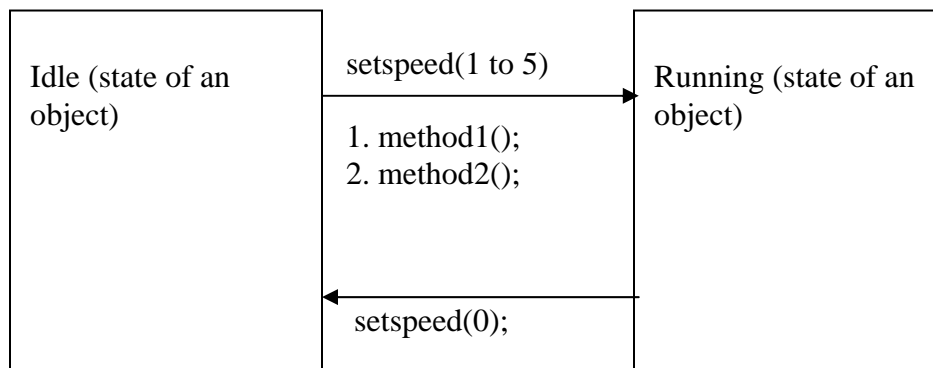 Idle (state of an
object)
setspeed(1 to 5)
1. method1();
2. method2();
setspeed(0);
Running (state of an
object)